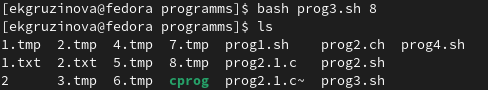 [ekgruzinova@fedora programms]$ bash prog3.sh 8
[ekgruzinova@fedora programms]$ ls
1.tmp  2.tmp  4.tmp  7.tmp  prog1.sh    prog2.ch  prog4.sh
1.txt  2.txt  5.tmp  8.tmp  prog2.1.c   prog2.sh
2      3.tmp  6.tmp  cprog  prog2.1.c~  prog3.sh